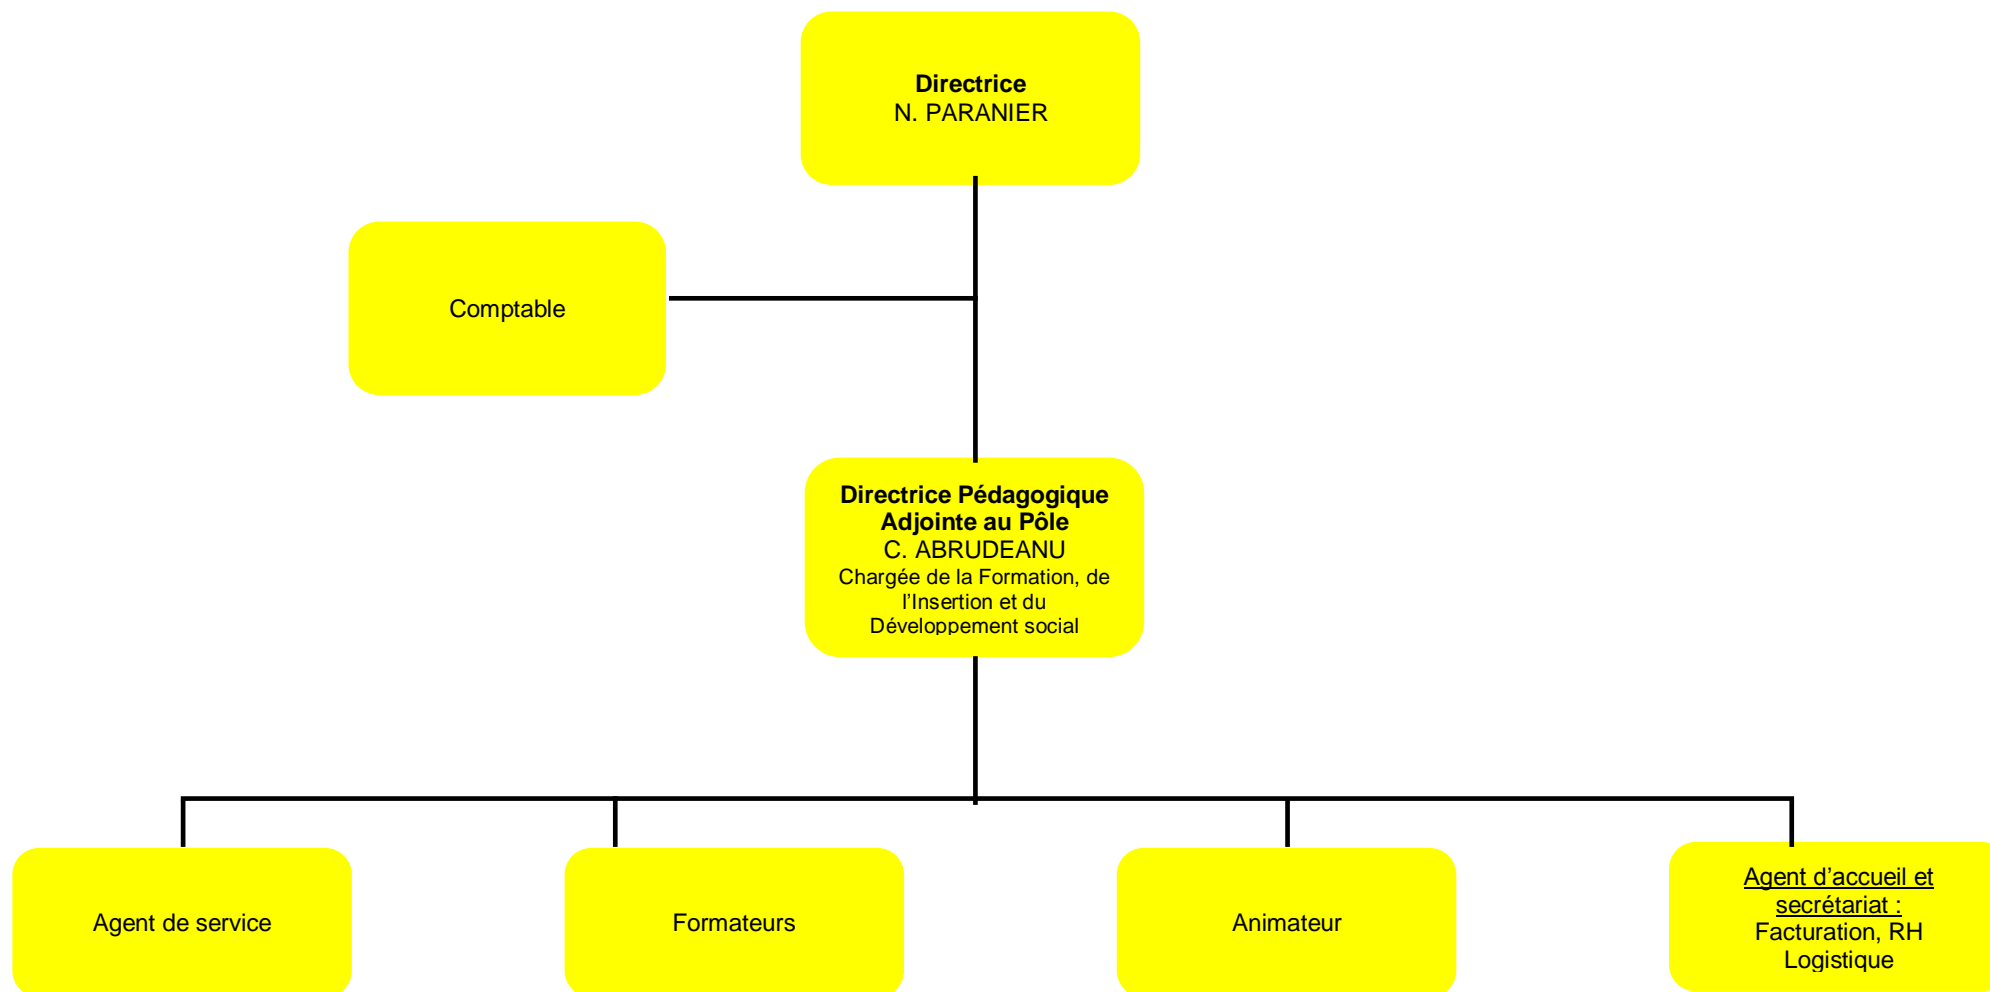 Directrice
N. PARANIER
Comptable
Directrice Pédagogique
Adjointe au Pôle
C. ABRUDEANU
Chargée de la Formation, de
l’Insertion et du
Développement social
Agent de service
Formateurs
Animateur
Agent d’accueil et
secrétariat :
Facturation, RH
Logistique